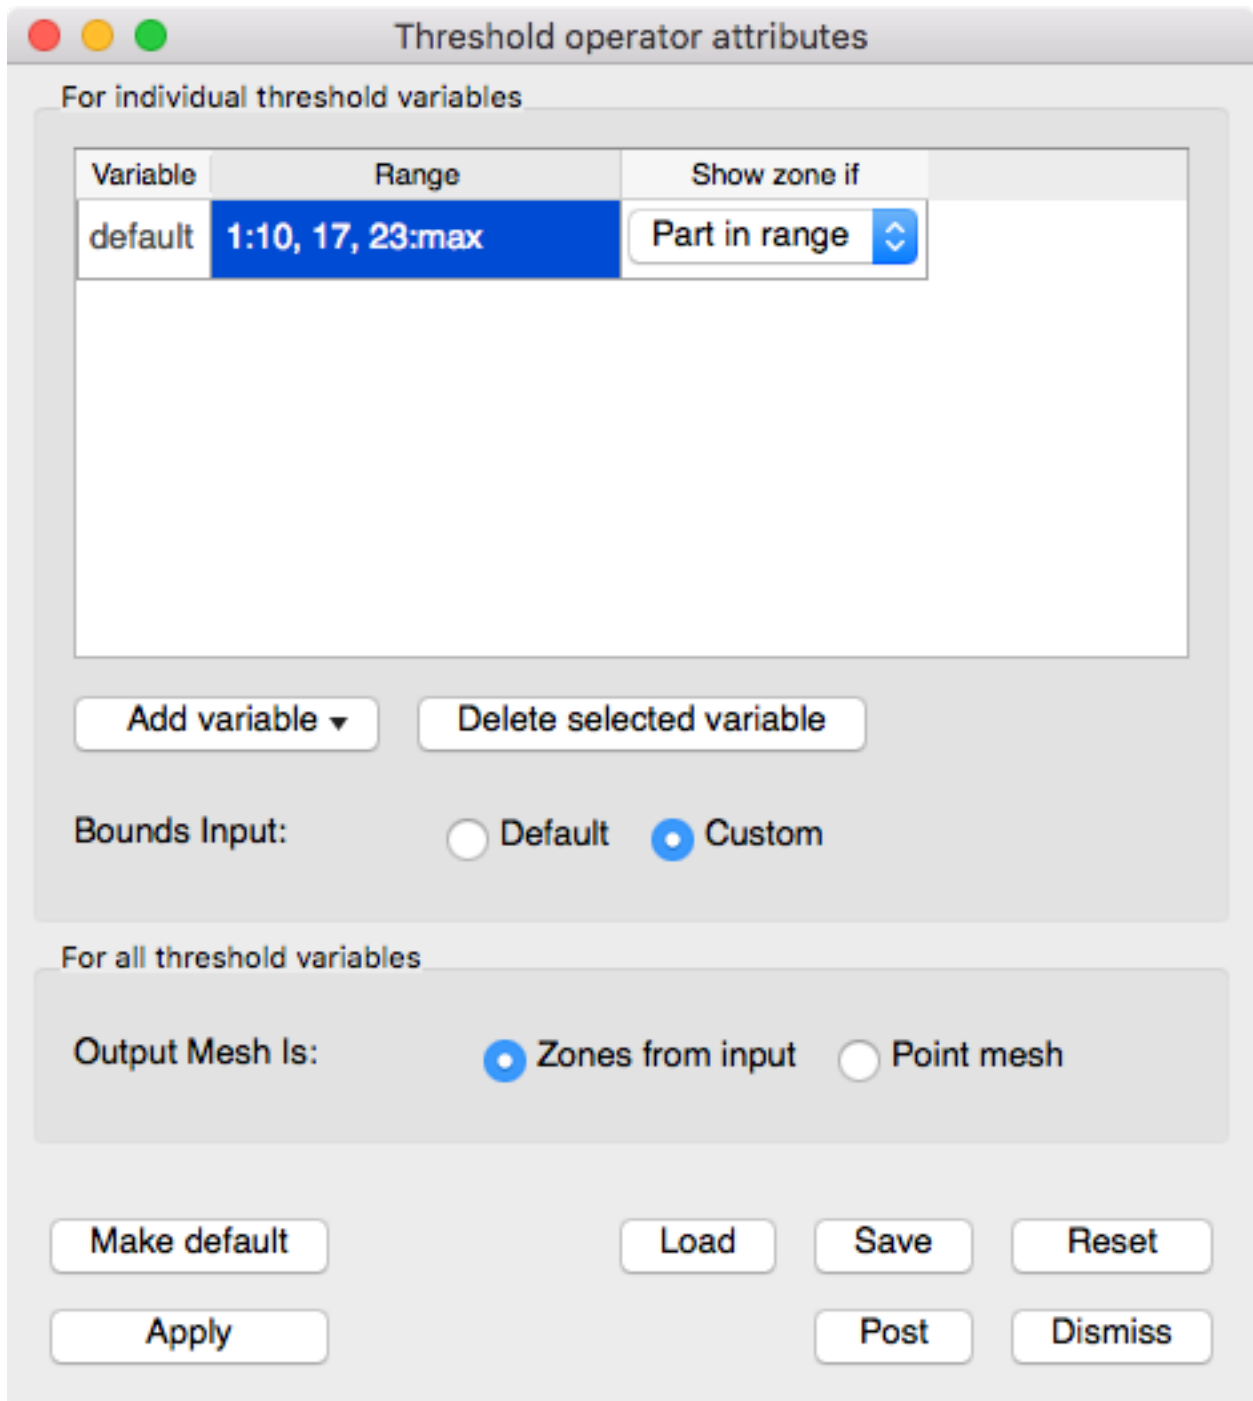 Threshold operator attributes
For individual threshold variables
Variable Range Show zone if
default 1:10, 17, 23:max Part in range
Add variable Delete selected variable
Bounds Input: Default Custom
For all threshold variables
Output Mesh Is: Zones from input Point mesh
Make default Load Save Reset
Apply Post Dismiss